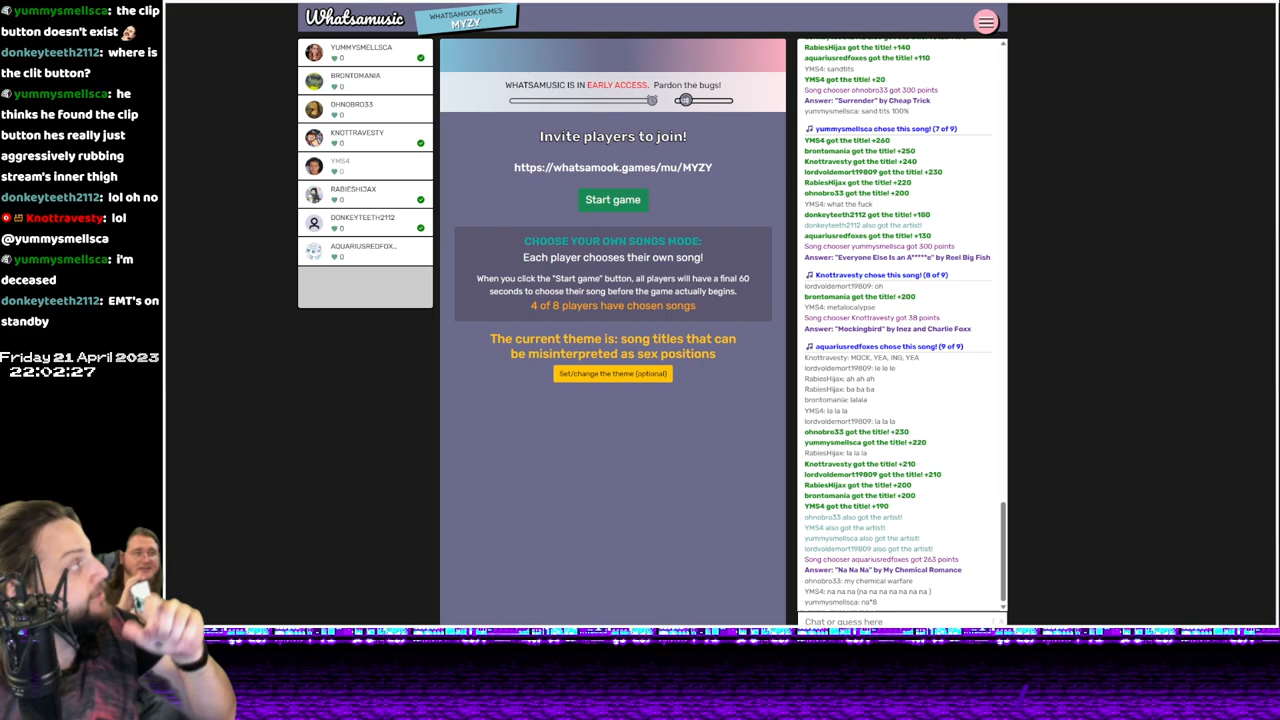 yummysmellsca: the clip
button doesn't exist
donkeyteeth2112: where is
the clit button?
yummysmellsca: he
thinks the follow
button hes really just
aggressively rubbing
streams in the
donkeyteeth2112: how do
Knottravesty: lol
yummysmellsca
yummysmellsca: i'm
donkeyteeth2112: EMT's on
sandby
Friday 21 April 2023
22:02:27
Whatsamusic
WHATSAMOOK.GAMES
MYZY
YUMMYSMELLSCA
0
BRONTOMANIA
0
OHNOBRO33
0
KNOTTRAVESTY
0
YMS4
0
RABIESHIJAX
0
DONKEYTEETH2112
0
AQUARIUSREDFOX...
0
WHATSAMUSIC IS IN EARLY ACCESS. Pardon the bugs!
Invite players to join!
https://whatsamook.games/mu/MYZY
Start game
CHOOSE YOUR OWN SONGS MODE:
Each player chooses their own song!
When you click the "Start game" button, all players will have a final 60
seconds to choose their song before the game actually begins.
4 of 8 players have chosen songs
The current theme is: song titles that can
be misinterpreted as sex positions
Set/change the theme (optional)
RabiesHijax got the title! +140
aquariusredfoxes got the title! +110
YMS4: sandtits
YMS4 got the title! +20
Song chooser ohnobro33 got 300 points
Answer: "Surrender" by Cheap Trick
yummysmellsca: sand tits 100%
yummysmellsca chose this song! (7 of 9)
YMS4 got the title! +260
brontomania got the title! +250
Knottravesty got the title! +240
lordvoldemort19809 got the title! +230
RabiesHijax got the title! +220
ohnobro33 got the title! +200
YMS4: what the fuck
donkeyteeth2112 got the title! +180
donkeyteeth2112 also got the artist!
aquariusredfoxes got the title! +130
Song chooser yummysmellsca got 300 points
Answer: "Everyone Else Is an A*****e" by Reel Big Fish
Knottravesty chose this song! (8 of 9)
lordvoldemort19809: oh
brontomania got the title! +200
YMS4: metalocalypse
Song chooser Knottravesty got 38 points
Answer: "Mockingbird" by Inez and Charlie Foxx
aquariusredfoxes chose this song! (9 of 9)
Knottravesty: MOCK, YEA, ING, YEA
lordvoldemort19809: le le le
RabiesHijax: ah ah ah
RabiesHijax: ba ba ba
brontomania: lalala
YMS4: la la la
lordvoldemort19809: la la la
ohnobro33 got the title! +230
yummysmellsca got the title! +220
RabiesHijax: la la la
Knottravesty got the title! +210
lordvoldemort19809 got the title! +210
RabiesHijax got the title! +200
brontomania got the title! +200
YMS4 got the title! +190
ohnobro33 also got the artist!
YMS4 also got the artist!
yummysmellsca also got the artist!
lordvoldemort19809 also got the artist!
Song chooser aquariusredfoxes got 263 points
Answer: "Na Na Na" by My Chemical Romance
ohnobro33: my chemical warfare
YMS4: na na na (na na na na na na na )
yummysmellsca: na*8
Chat or guess here